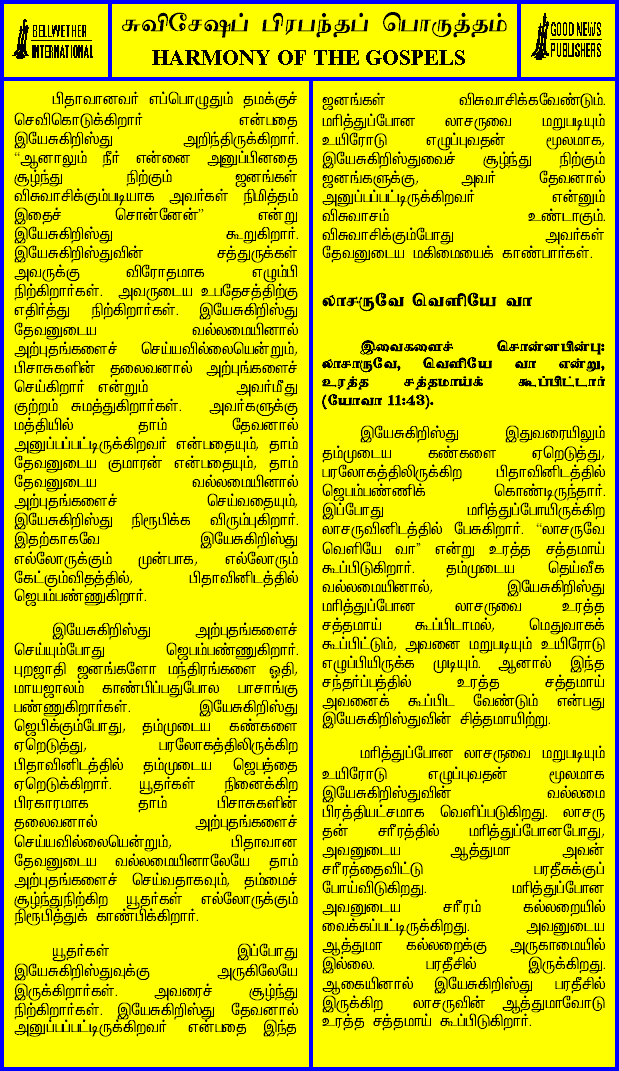 BELLWETHER
INTERNATIONAL
சுவிசேஷப் பிரபந்தப் பொருத்தம்
HARMONY OF THE GOSPELS
GOOD NEWS
PUBLISHERS
பிதாவானவர் எப்பொழுதும் தமக்குச்
செவிகொடுக்கிறார் என்பதை
இயேசுகிறிஸ்து அறிந்திருக்கிறார்.
“ஆனாலும் நீர் என்னை அனுப்பினதை
சூழ்ந்து நிற்கும் ஜனங்கள்
விசுவாசிக்கும்படியாக அவர்கள் நிமித்தம்
இதைச் சொன்னேன்” என்று
இயேசுகிறிஸ்து கூறுகிறார்.
இயேசுகிறிஸ்துவின் சத்துருக்கள்
அவருக்கு விரோதமாக எழும்பி
நிற்கிறார்கள். அவருடைய உபதேசத்திற்கு
எதிர்த்து நிற்கிறார்கள். இயேசுகிறிஸ்து
தேவனுடைய வல்லமையினால்
அற்புதங்களைச் செய்யவில்லையென்றும்,
பிசாசுகளின் தலைவனால் அற்புங்களைச்
செய்கிறார் என்றும் அவர்மீது
குற்றம் சுமத்துகிறார்கள். அவர்களுக்கு
மத்தியில் தாம் தேவனால்
அனுப்பப்பட்டிருக்கிறவர் என்பதையும், தாம்
தேவனுடைய குமாரன் என்பதையும், தாம்
தேவனுடைய வல்லமையினால்
அற்புதங்களைச் செய்வதையும்,
இயேசுகிறிஸ்து நிரூபிக்க விரும்புகிறார்.
இதற்காகவே இயேசுகிறிஸ்து
எல்லோருக்கும் முன்பாக, எல்லோரும்
கேட்கும்விதத்தில், பிதாவினிடத்தில்
ஜெபம்பண்ணுகிறார்.
இயேசுகிறிஸ்து அற்புதங்களைச்
செய்யும்போது ஜெபம்பண்ணுகிறார்.
புறஜாதி ஜனங்களோ மந்திரங்களை ஓதி,
மாயஜாலம் காண்பிப்பதுபோல பாசாங்கு
பண்ணுகிறார்கள். இயேசுகிறிஸ்து
ஜெபிக்கும்போது, தம்முடைய கண்களை
ஏறெடுத்து, பரலோகத்திலிருக்கிற
பிதாவினிடத்தில் தம்முடைய ஜெபத்தை
ஏறெடுக்கிறார். யூதர்கள் நினைக்கிற
பிரகாரமாக தாம் பிசாசுகளின்
தலைவனால் அற்புதங்களைச்
செய்யவில்லையென்றும், பிதாவான
தேவனுடைய வல்லமையினாலேயே தாம்
அற்புதங்களைச் செய்வதாகவும், தம்மைச்
சூழ்ந்துநிற்கிற யூதர்கள் எல்லோருக்கும்
நிரூபித்துக் காண்பிக்கிறார்.
யூதர்கள் இப்போது
இயேசுகிறிஸ்துவுக்கு அருகிலேயே
இருக்கிறார்கள். அவரைச் சூழ்ந்து
நிற்கிறார்கள். இயேசுகிறிஸ்து தேவனால்
அனுப்பப்பட்டிருக்கிறவர் என்பதை இந்த
ஜனங்கள் விசுவாசிக்கவேண்டும்.
மரித்துப்போன லாசருவை மறுபடியும்
உயிரோடு எழுப்புவதன் மூலமாக,
இயேசுகிறிஸ்துவைச் சூழ்ந்து நிற்கும்
ஜனங்களுக்கு, அவர் தேவனால்
அனுப்பப்பட்டிருக்கிறவர் என்னும்
விசுவாசம் உண்டாகும்.
விசுவாசிக்கும்போது அவர்கள்
தேவனுடைய மகிமையைக் காண்பார்கள்.
லாசருவே வெளியே வா
இவைகளைச் சொன்னபின்பு:
லாசாருவே, வெளியே வா என்று,
உரத்த சத்தமாய்க் கூப்பிட்டார்
(யோவா 11:43).
இயேசுகிறிஸ்து இதுவரையிலும்
தம்முடைய கண்களை ஏறெடுத்து,
பரலோகத்திலிருக்கிற பிதாவினிடத்தில்
ஜெபம்பண்ணிக் கொண்டிருந்தார்.
இப்போது மரித்துப்போயிருக்கிற
லாசருவினிடத்தில் பேசுகிறார். “லாசருவே
வெளியே வா” என்று உரத்த சத்தமாய்
கூப்பிடுகிறார். தம்முடைய தெய்வீக
வல்லமையினால், இயேசுகிறிஸ்து
மரித்துப்போன லாசருவை உரத்த
சத்தமாய் கூப்பிடாமல், மெதுவாகக்
கூப்பிட்டும், அவனை மறுபடியும் உயிரோடு
எழுப்பியிருக்க முடியும். ஆனால் இந்த
சந்தர்ப்பத்தில் உரத்த சத்தமாய்
அவனைக் கூப்பிட வேண்டும் என்பது
இயேசுகிறிஸ்துவின் சித்தமாயிற்று.
மரித்துப்போன லாசருவை மறுபடியும்
உயிரோடு எழுப்புவதன் மூலமாக
இயேசுகிறிஸ்துவின் வல்லமை
பிரத்தியட்சமாக வெளிப்படுகிறது. லாசரு
தன் சரீரத்தில் மரித்துப்போனபோது,
அவனுடைய ஆத்துமா அவன்
சரீரத்தைவிட்டு பரதீசுக்குப்
போய்விடுகிறது. மரித்துப்போன
அவனுடைய சரீரம் கல்லறையில்
வைக்கப்பட்டிருக்கிறது. அவனுடைய
ஆத்துமா கல்லறைக்கு அருகாமையில்
இல்லை. பரதீசில் இருக்கிறது.
ஆகையினால் இயேசுகிறிஸ்து பரதீசில்
இருக்கிற லாசருவின் ஆத்துமாவோடு
உரத்த சத்தமாய் கூப்பிடுகிறார்.